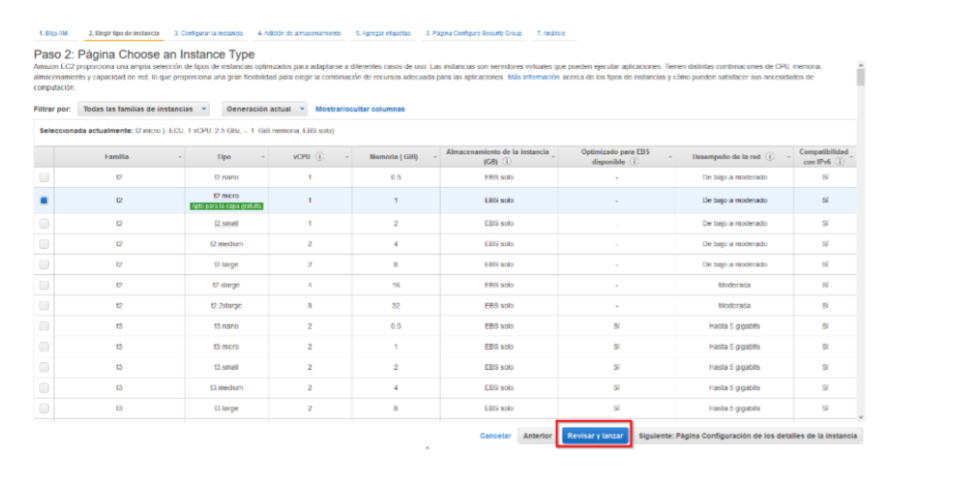 1. Elija AMI 2. Elegir tipo de instancia 3. Configurar la instancia 4. Adición de almacenamiento 5. Agregar etiquetas 6. Página Configure Security Group 7. Análisis
Paso 2: Página Choose an Instance Type
Amazon EC2 proporciona una amplia selección de tipos de instancias optimizados para adaptarse a diferentes casos de uso. Las instancias son servidores virtuales que pueden ejecutar aplicaciones. Tienen distintas combinaciones de CPU, memoria,
almacenamiento y capacidad de red, lo que proporciona una gran flexibilidad para elegir la combinación de recursos adecuada para las aplicaciones. Más información acerca de los tipos de instancias y cómo pueden satisfacer sus necesidades de
computación.
Filtrar por: Todas las familias de instancias Generación actual Mostrar/ocultar columnas
Seleccionada actualmente: t2.micro (- ECU, 1 vCPU, 2.5 GHz, -, 1 GiB memoria, EBS solo)
Familia Tipo vCPU Memoria (GiB) Almacenamiento de la instancia (GB) Optimizado para EBS disponible Desempeño de la red Compatibilidad con IPv6
t2 t2.nano 1 0.5 EBS solo - De bajo a moderado Sí
t2 t2.micro 1 1 EBS solo - De bajo a moderado Sí
Apto para la capa gratuita
t2 t2.small 1 2 EBS solo - De bajo a moderado Sí
t2 t2.medium 2 4 EBS solo - De bajo a moderado Sí
t2 t2.large 2 8 EBS solo - De bajo a moderado Sí
t2 t2.xlarge 4 16 EBS solo - Moderada Sí
t2 t2.2xlarge 8 32 EBS solo - Moderada Sí
t3 t3.nano 2 0.5 EBS solo Sí Hasta 5 gigabits Sí
t3 t3.micro 2 1 EBS solo Sí Hasta 5 gigabits Sí
t3 t3.small 2 2 EBS solo Sí Hasta 5 gigabits Sí
t3 t3.medium 2 4 EBS solo Sí Hasta 5 gigabits Sí
t3 t3.large 2 8 EBS solo Sí Hasta 5 gigabits Sí
Cancelar Anterior Revisar y lanzar Siguiente: Página Configuración de los detalles de la instancia